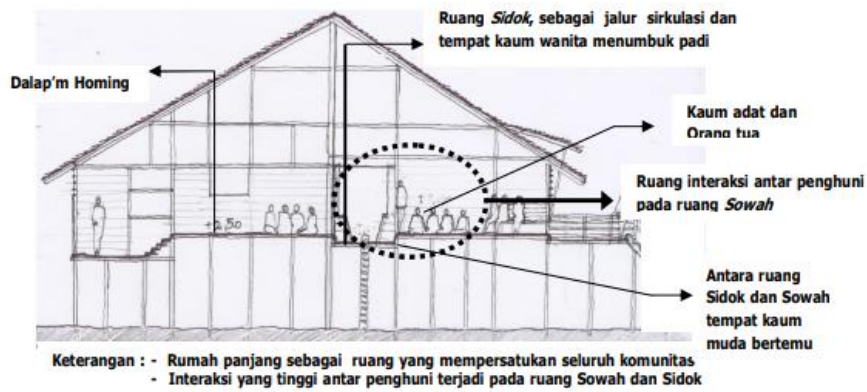 Ruang Sidok, sebagai jalur sirkulasi dan
tempat kaum wanita menumbuk padi
Dalap'm Homing
Kaum adat dan
Orang tua
Ruang interaksi antar penghuni
pada ruang Sowah
+2,50
Antara ruang
Sidok dan Sowah
tempat kaum
muda bertemu
Keterangan : - Rumah panjang sebagai ruang yang mempersatukan seluruh komunitas
- Interaksi yang tinggi antar penghuni terjadi pada ruang Sowah dan Sidok